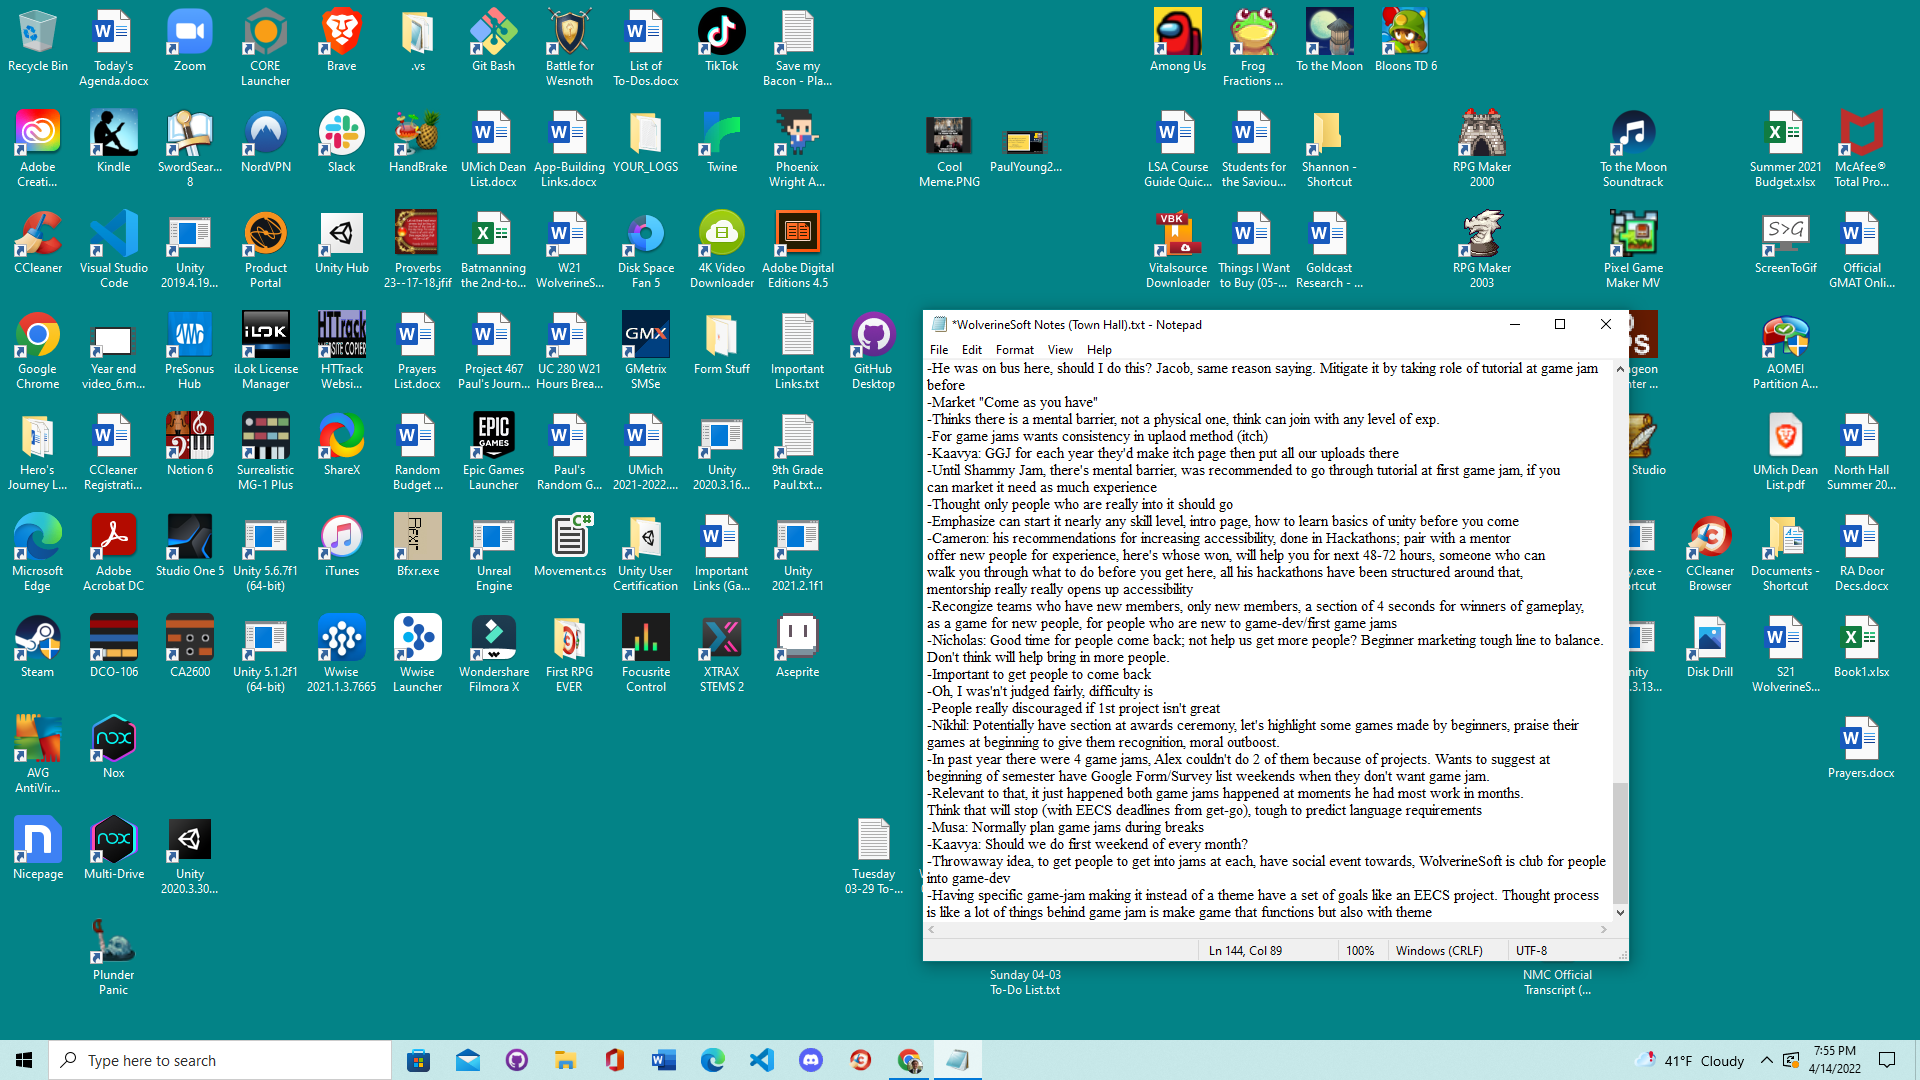 Recycle Bin
Today's
Agenda.docx
Zoom
CORE
Launcher
Brave
.vs
Git Bash
Battle for
Wesnoth
List of
To-Dos.docx
TikTok
Save my
Bacon - Pla...
Among Us
Frog
Fractions ...
To the Moon
Bloons TD 6
Adobe
Creati...
Kindle
SwordSear...
8
NordVPN
Slack
HandBrake
UMich Dean
List.docx
App-Building
Links.docx
YOUR_LOGS
Twine
Phoenix
Wright A...
Cool
Meme.PNG
PaulYoung2...
LSA Course
Guide Quic...
Students for
the Saviou...
Shannon -
Shortcut
RPG Maker
2000
To the Moon
Soundtrack
Summer 2021
Budget.xlsx
McAfee®
Total Pro...
CCleaner
Visual Studio
Code
Unity
2019.4.19...
Product
Portal
Unity Hub
Proverbs
23--17-18.jfif
Batmanning
the 2nd-to...
W21
WolverineS...
Disk Space
Fan 5
4K Video
Downloader
Adobe Digital
Editions 4.5
VBK
Vitalsource
Downloader
Things I Want
to Buy (05-...
Goldcast
Research - ...
RPG Maker
2003
Pixel Game
Maker MV
S>G
ScreenToGif
Official
GMAT Onli...
Google
Chrome
Year end
video_6.m...
PreSonus
Hub
iLOK
iLok License
Manager
HTTrack
WEBSITE COPIER
HTTrack
Websi...
Prayers
List.docx
Project 467
Paul's Journ...
UC 280 W21
Hours Brea...
GMX
GMetrix
SMSe
Form Stuff
Important
Links.txt
GitHub
Desktop
AOMEI
Partition A...
Hero's
Journey L...
CCleaner
Registrati...
Notion 6
Surrealistic
MG-1 Plus
ShareX
Random
Budget ...
EPIC
GAMES
Epic Games
Launcher
Paul's
Random G...
UMich
2021-2022....
Unity
2020.3.16...
9th Grade
Paul.txt...
Studio
UMich Dean
List.pdf
North Hall
Summer 20...
Microsoft
Edge
Adobe
Acrobat DC
Studio One 5
Unity 5.6.7f1
(64-bit)
iTunes
Bfxr
Bfxr.exe
Unreal
Engine
C#
Movement.cs
Unity User
Certification
Important
Links (Ga...
Unity
2021.2.1f1
y.exe -
ortcut
CCleaner
Browser
Documents -
Shortcut
RA Door
Decs.docx
Steam
DCO-106
CA2600
Unity 5.1.2f1
(64-bit)
Wwise
2021.1.3.7665
Wwise
Launcher
Wondershare
Filmora X
First RPG
EVER
Focusrite
Control
XTRAX
STEMS 2
Aseprite
nity
.3.13...
Disk Drill
S21
WolverineS...
Book1.xlsx
AVG
AntiVir...
nox
Nox
Prayers.docx
Nicepage
nox
Multi-Drive
Unity
2020.3.30...
Tuesday
03-29 To-...
Plunder
Panic
Sunday 04-03
To-Do List.txt
NMC Official
Transcript (...
*WolverineSoft Notes (Town Hall).txt - Notepad
File Edit Format View Help
-He was on bus here, should I do this? Jacob, same reason saying. Mitigate it by taking role of tutorial at game jam
before
-Market "Come as you have"
-Thinks there is a mental barrier, not a physical one, think can join with any level of exp.
-For game jams wants consistency in uplaod method (itch)
-Kaavya: GGJ for each year they'd make itch page then put all our uploads there
-Until Shammy Jam, there's mental barrier, was recommended to go through tutorial at first game jam, if you
can market it need as much experience
-Thought only people who are really into it should go
-Emphasize can start it nearly any skill level, intro page, how to learn basics of unity before you come
-Cameron: his recommendations for increasing accessibility, done in Hackathons; pair with a mentor
offer new people for experience, here's whose won, will help you for next 48-72 hours, someone who can
walk you through what to do before you get here, all his hackathons have been structured around that,
mentorship really really opens up accessibility
-Recongize teams who have new members, only new members, a section of 4 seconds for winners of gameplay,
as a game for new people, for people who are new to game-dev/first game jams
-Nicholas: Good time for people come back; not help us get more people? Beginner marketing tough line to balance.
Don't think will help bring in more people.
-Important to get people to come back
-Oh, I was'n't judged fairly, difficulty is
-People really discouraged if 1st project isn't great
-Nikhil: Potentially have section at awards ceremony, let's highlight some games made by beginners, praise their
games at beginning to give them recognition, moral outboost.
-In past year there were 4 game jams, Alex couldn't do 2 of them because of projects. Wants to suggest at
beginning of semester have Google Form/Survey list weekends when they don't want game jam.
-Relevant to that, it just happened both game jams happened at moments he had most work in months.
Think that will stop (with EECS deadlines from get-go), tough to predict language requirements
-Musa: Normally plan game jams during breaks
-Kaavya: Should we do first weekend of every month?
-Throwaway idea, to get people to get into jams at each, have social event towards, WolverineSoft is club for people
into game-dev
-Having specific game-jam making it instead of a theme have a set of goals like an EECS project. Thought process
is like a lot of things behind game jam is make game that functions but also with theme
Ln 144, Col 89 100% Windows (CRLF) UTF-8
Type here to search
41°F Cloudy
7:55 PM
4/14/2022